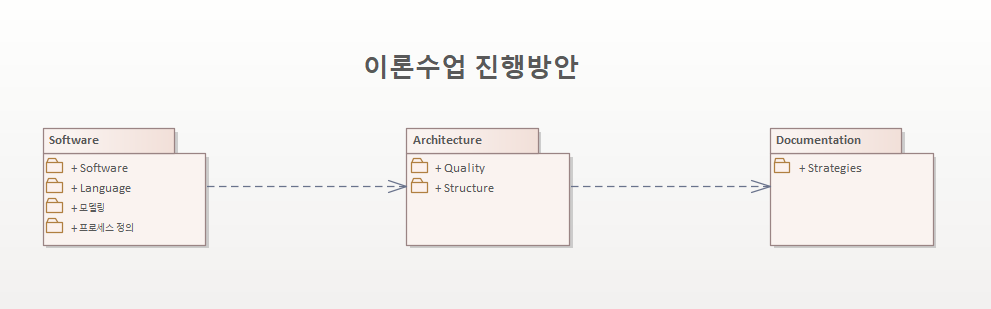 이론수업 진행방안
Software
+ Software
+ Language
+ 모델링
+ 프로세스 정의
Architecture
+ Quality
+ Structure
Documentation
+ Strategies